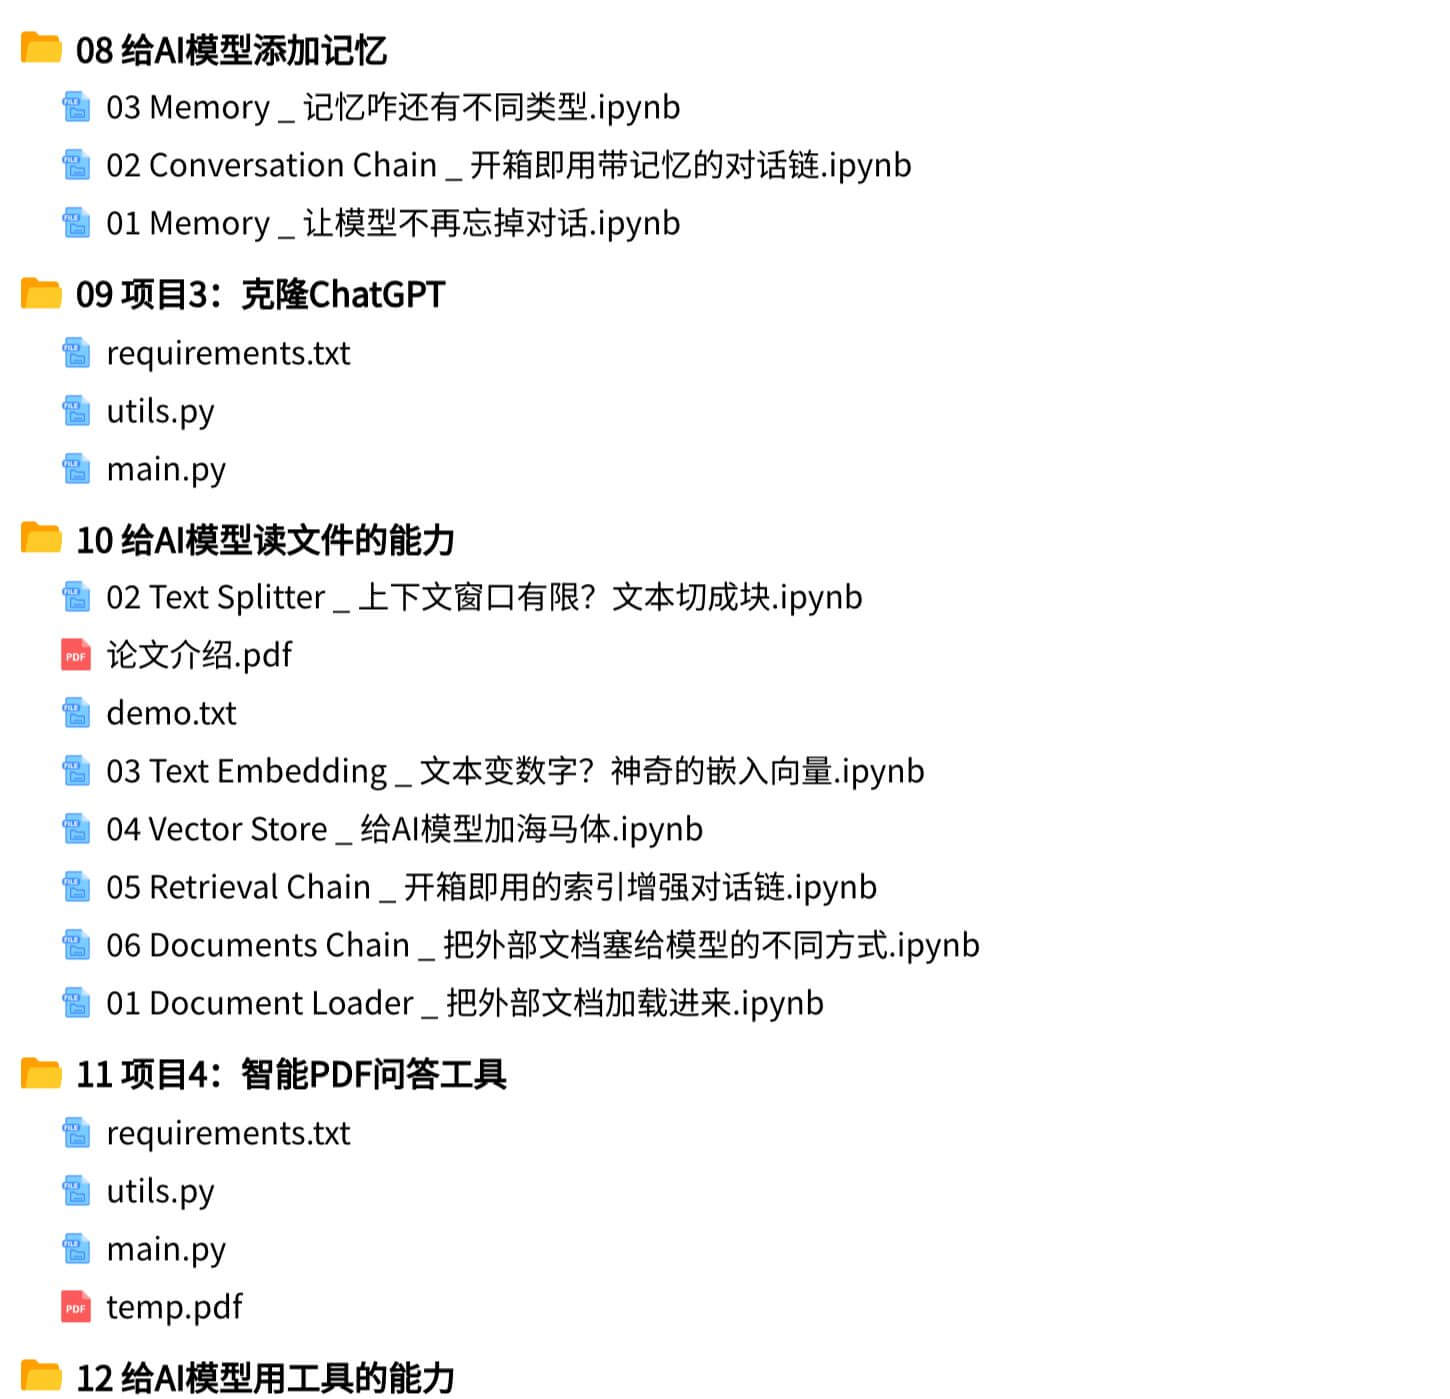 08 给AI模型添加记忆
03 Memory _ 记忆咋还有不同类型.ipynb
02 Conversation Chain _ 开箱即用带记忆的对话链.ipynb
01 Memory _ 让模型不再忘掉对话.ipynb
09 项目3：克隆ChatGPT
requirements.txt
utils.py
main.py
10 给AI模型读文件的能力
02 Text Splitter _ 上下文窗口有限？文本切成块.ipynb
论文介绍.pdf
demo.txt
03 Text Embedding _ 文本变数字？神奇的嵌入向量.ipynb
04 Vector Store _ 给AI模型加海马体.ipynb
05 Retrieval Chain _ 开箱即用的索引增强对话链.ipynb
06 Documents Chain _ 把外部文档塞给模型的不同方式.ipynb
01 Document Loader _ 把外部文档加载进来.ipynb
11 项目4：智能PDF问答工具
requirements.txt
utils.py
main.py
temp.pdf
12 给AI模型用工具的能力